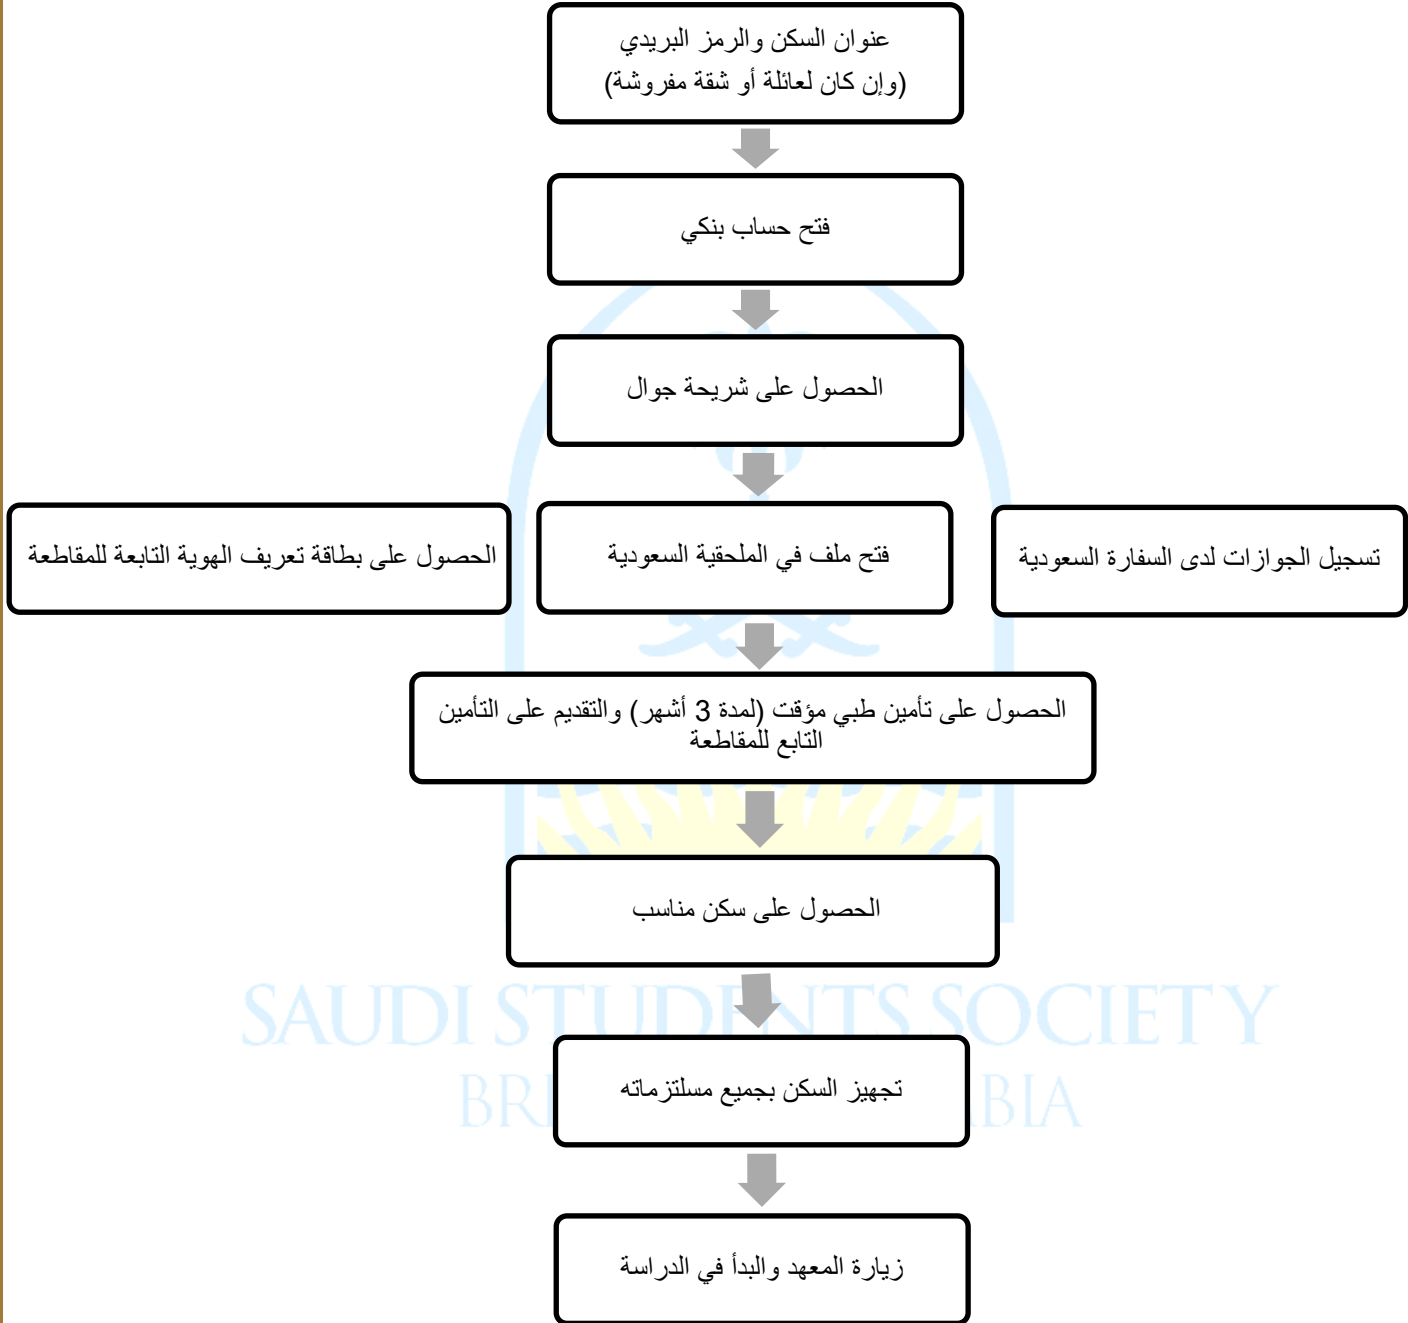 عنوان السكن والرمز البريدي
(وإن كان لعائلة أو شقة مفروشة)
فتح حساب بنكي
الحصول على شريحة جوال
تسجيل الجوازات لدى السفارة السعودية
فتح ملف في الملحقية السعودية
الحصول على بطاقة تعريف الهوية التابعة للمقاطعة
الحصول على تأمين طبي مؤقت (لمدة 3 أشهر) والتقديم على التأمين
التابع للمقاطعة
الحصول على سكن مناسب
SAUDI STUDENTS SOCIETY
تجهيز السكن بجميع مسلتزماته
زيارة المعهد والبدأ في الدراسة